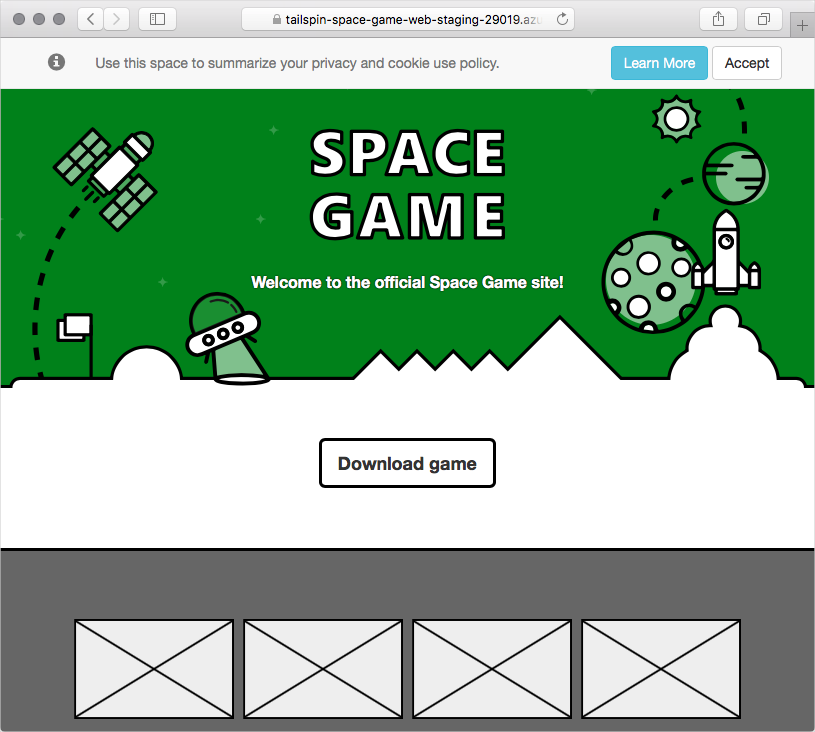 tailspin-space-game-web-staging-29019.azu
Use this space to summarize your privacy and cookie use policy.
Learn More
Accept
SPACE
GAME
Welcome to the official Space Game site!
Download game